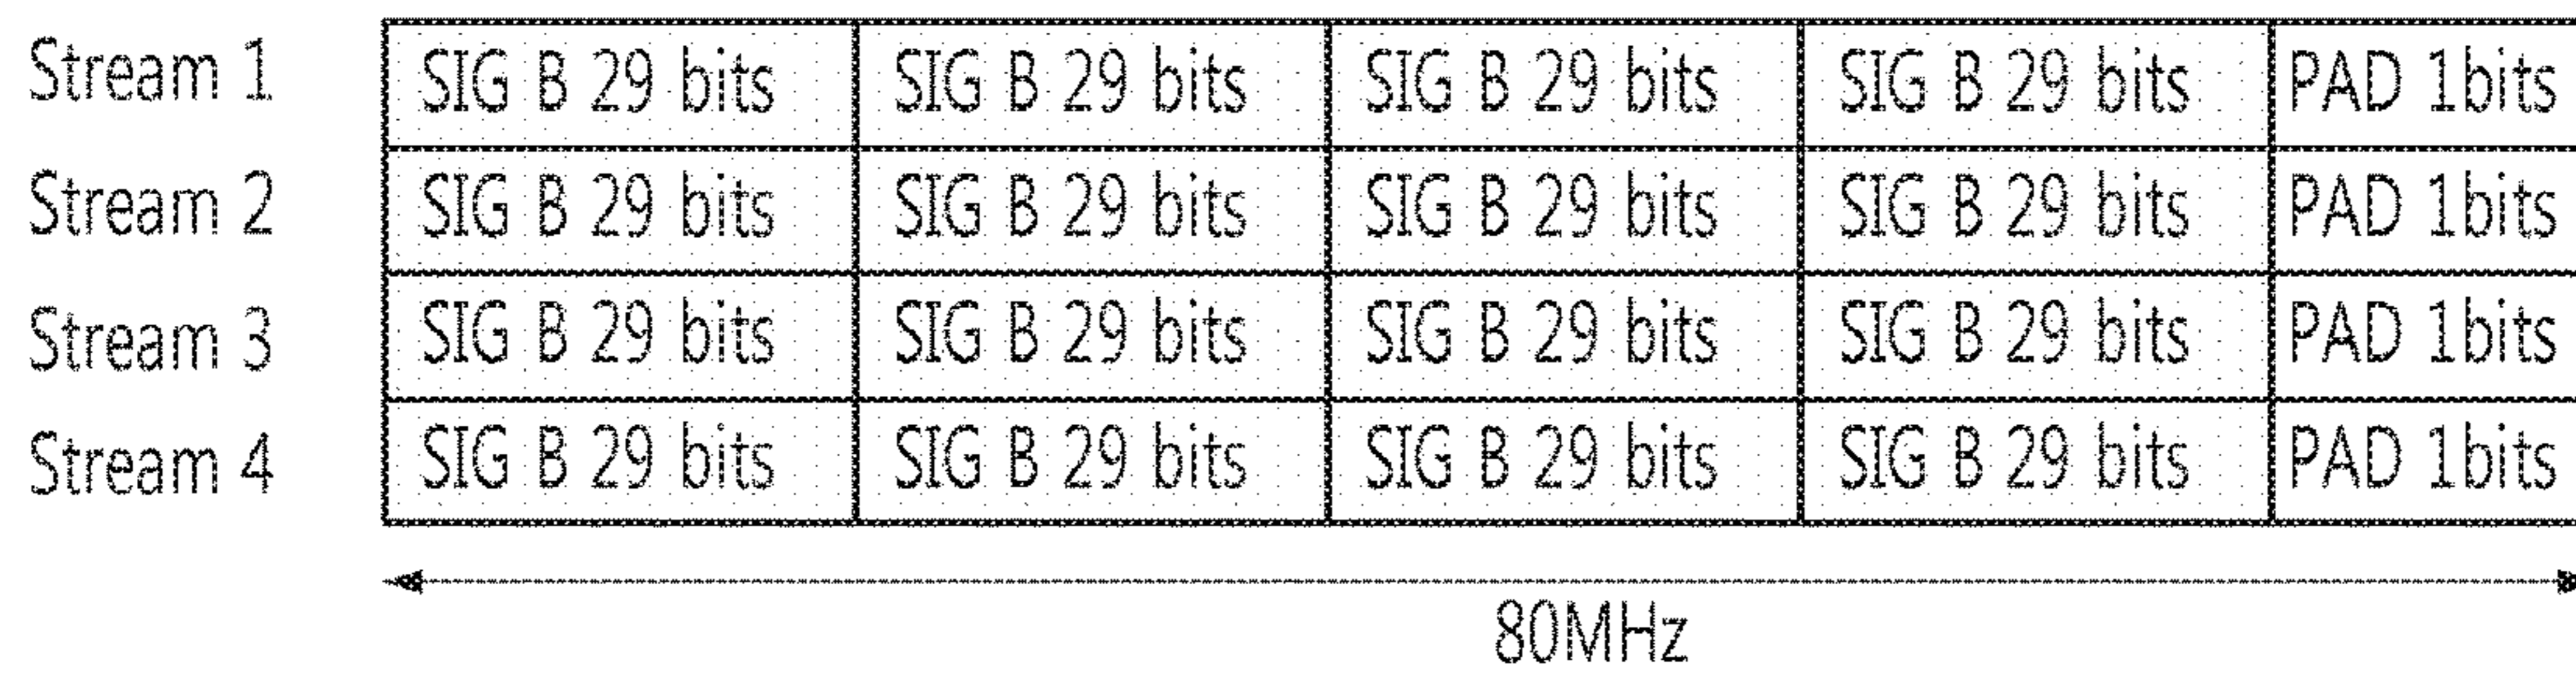 Stream 1 SIG B 29 bits SIG B 29 bits SIG B 29 bits SIG B 29 bits PAD 1bits
Stream 2 SIG B 29 bits SIG B 29 bits SIG B 29 bits SIG B 29 bits PAD 1bits
Stream 3 SIG B 29 bits SIG B 29 bits SIG B 29 bits SIG B 29 bits PAD 1bits
Stream 4 SIG B 29 bits SIG B 29 bits SIG B 29 bits SIG B 29 bits PAD 1bits
80MHz